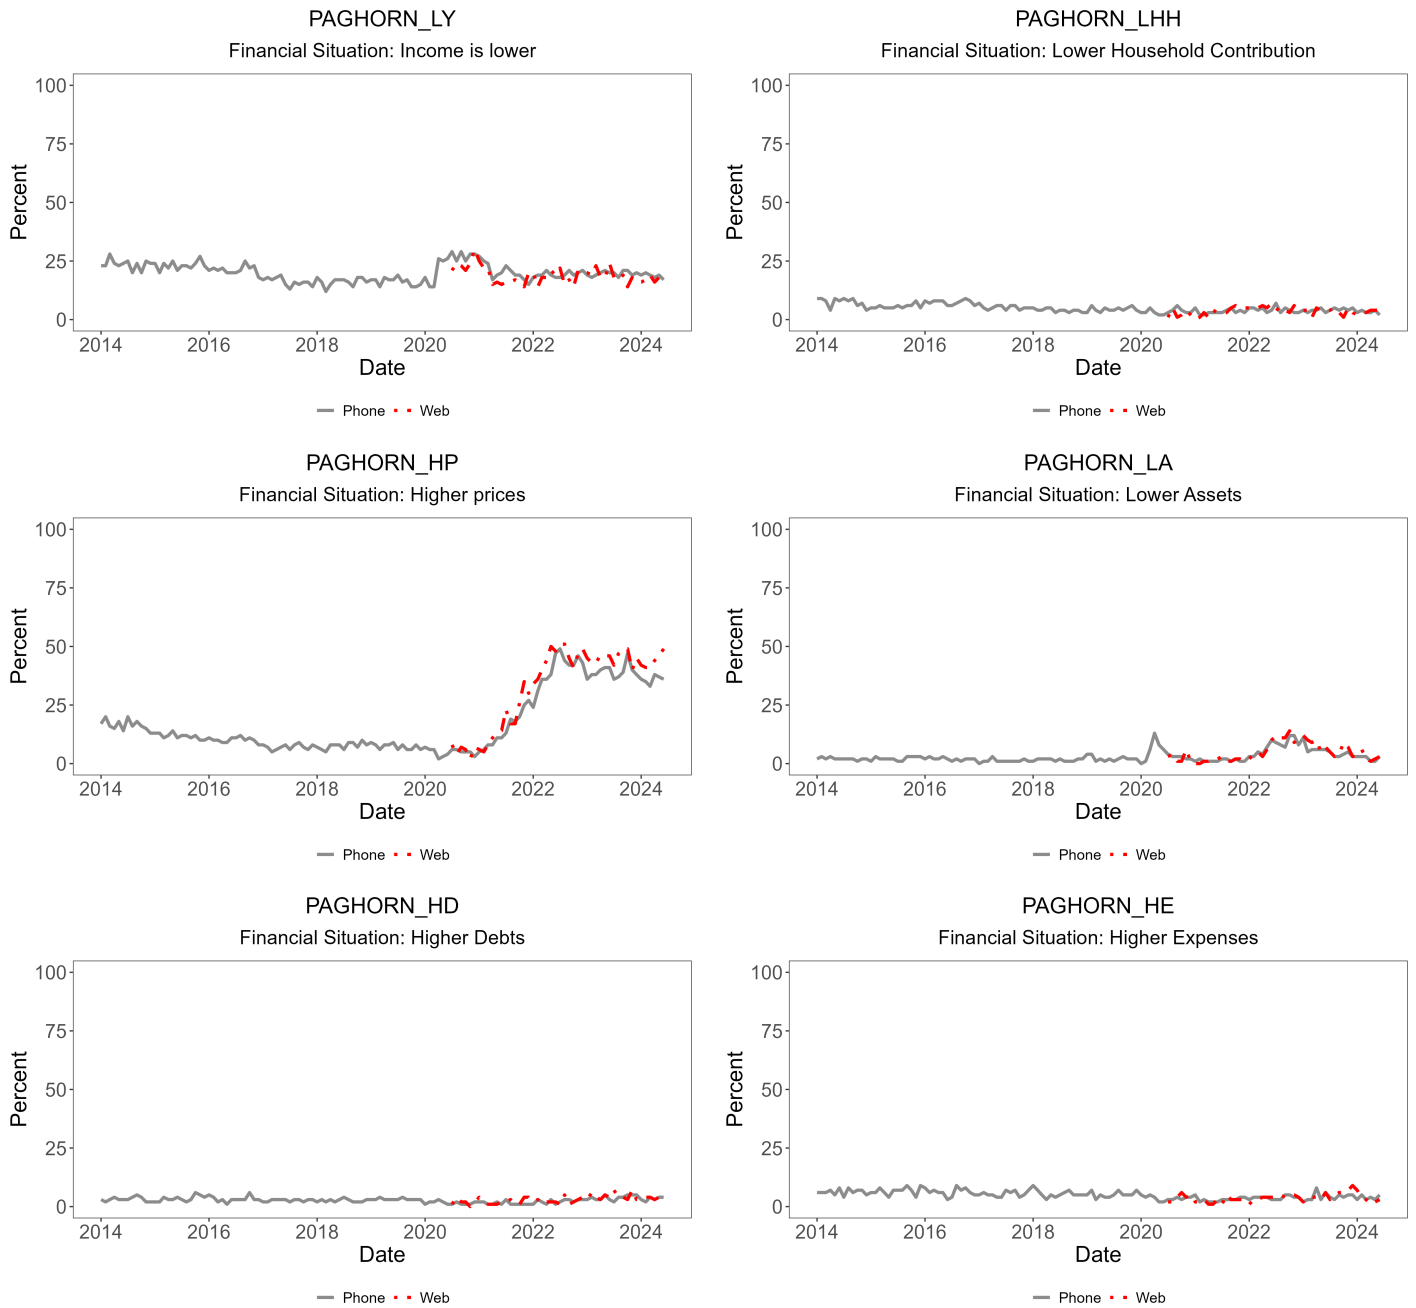 PAGHORN_LY
Financial Situation: Income is lower
100
75
50
25
0
Percent
2014 2016 2018 2020 2022 2024
Date
Phone Web
PAGHORN_LHH
Financial Situation: Lower Household Contribution
100
75
50
25
0
Percent
2014 2016 2018 2020 2022 2024
Date
Phone Web
PAGHORN_HP
Financial Situation: Higher prices
100
75
50
25
0
Percent
2014 2016 2018 2020 2022 2024
Date
Phone Web
PAGHORN_LA
Financial Situation: Lower Assets
100
75
50
25
0
Percent
2014 2016 2018 2020 2022 2024
Date
Phone Web
PAGHORN_HD
Financial Situation: Higher Debts
100
75
50
25
0
Percent
2014 2016 2018 2020 2022 2024
Date
Phone Web
PAGHORN_HE
Financial Situation: Higher Expenses
100
75
50
25
0
Percent
2014 2016 2018 2020 2022 2024
Date
Phone Web